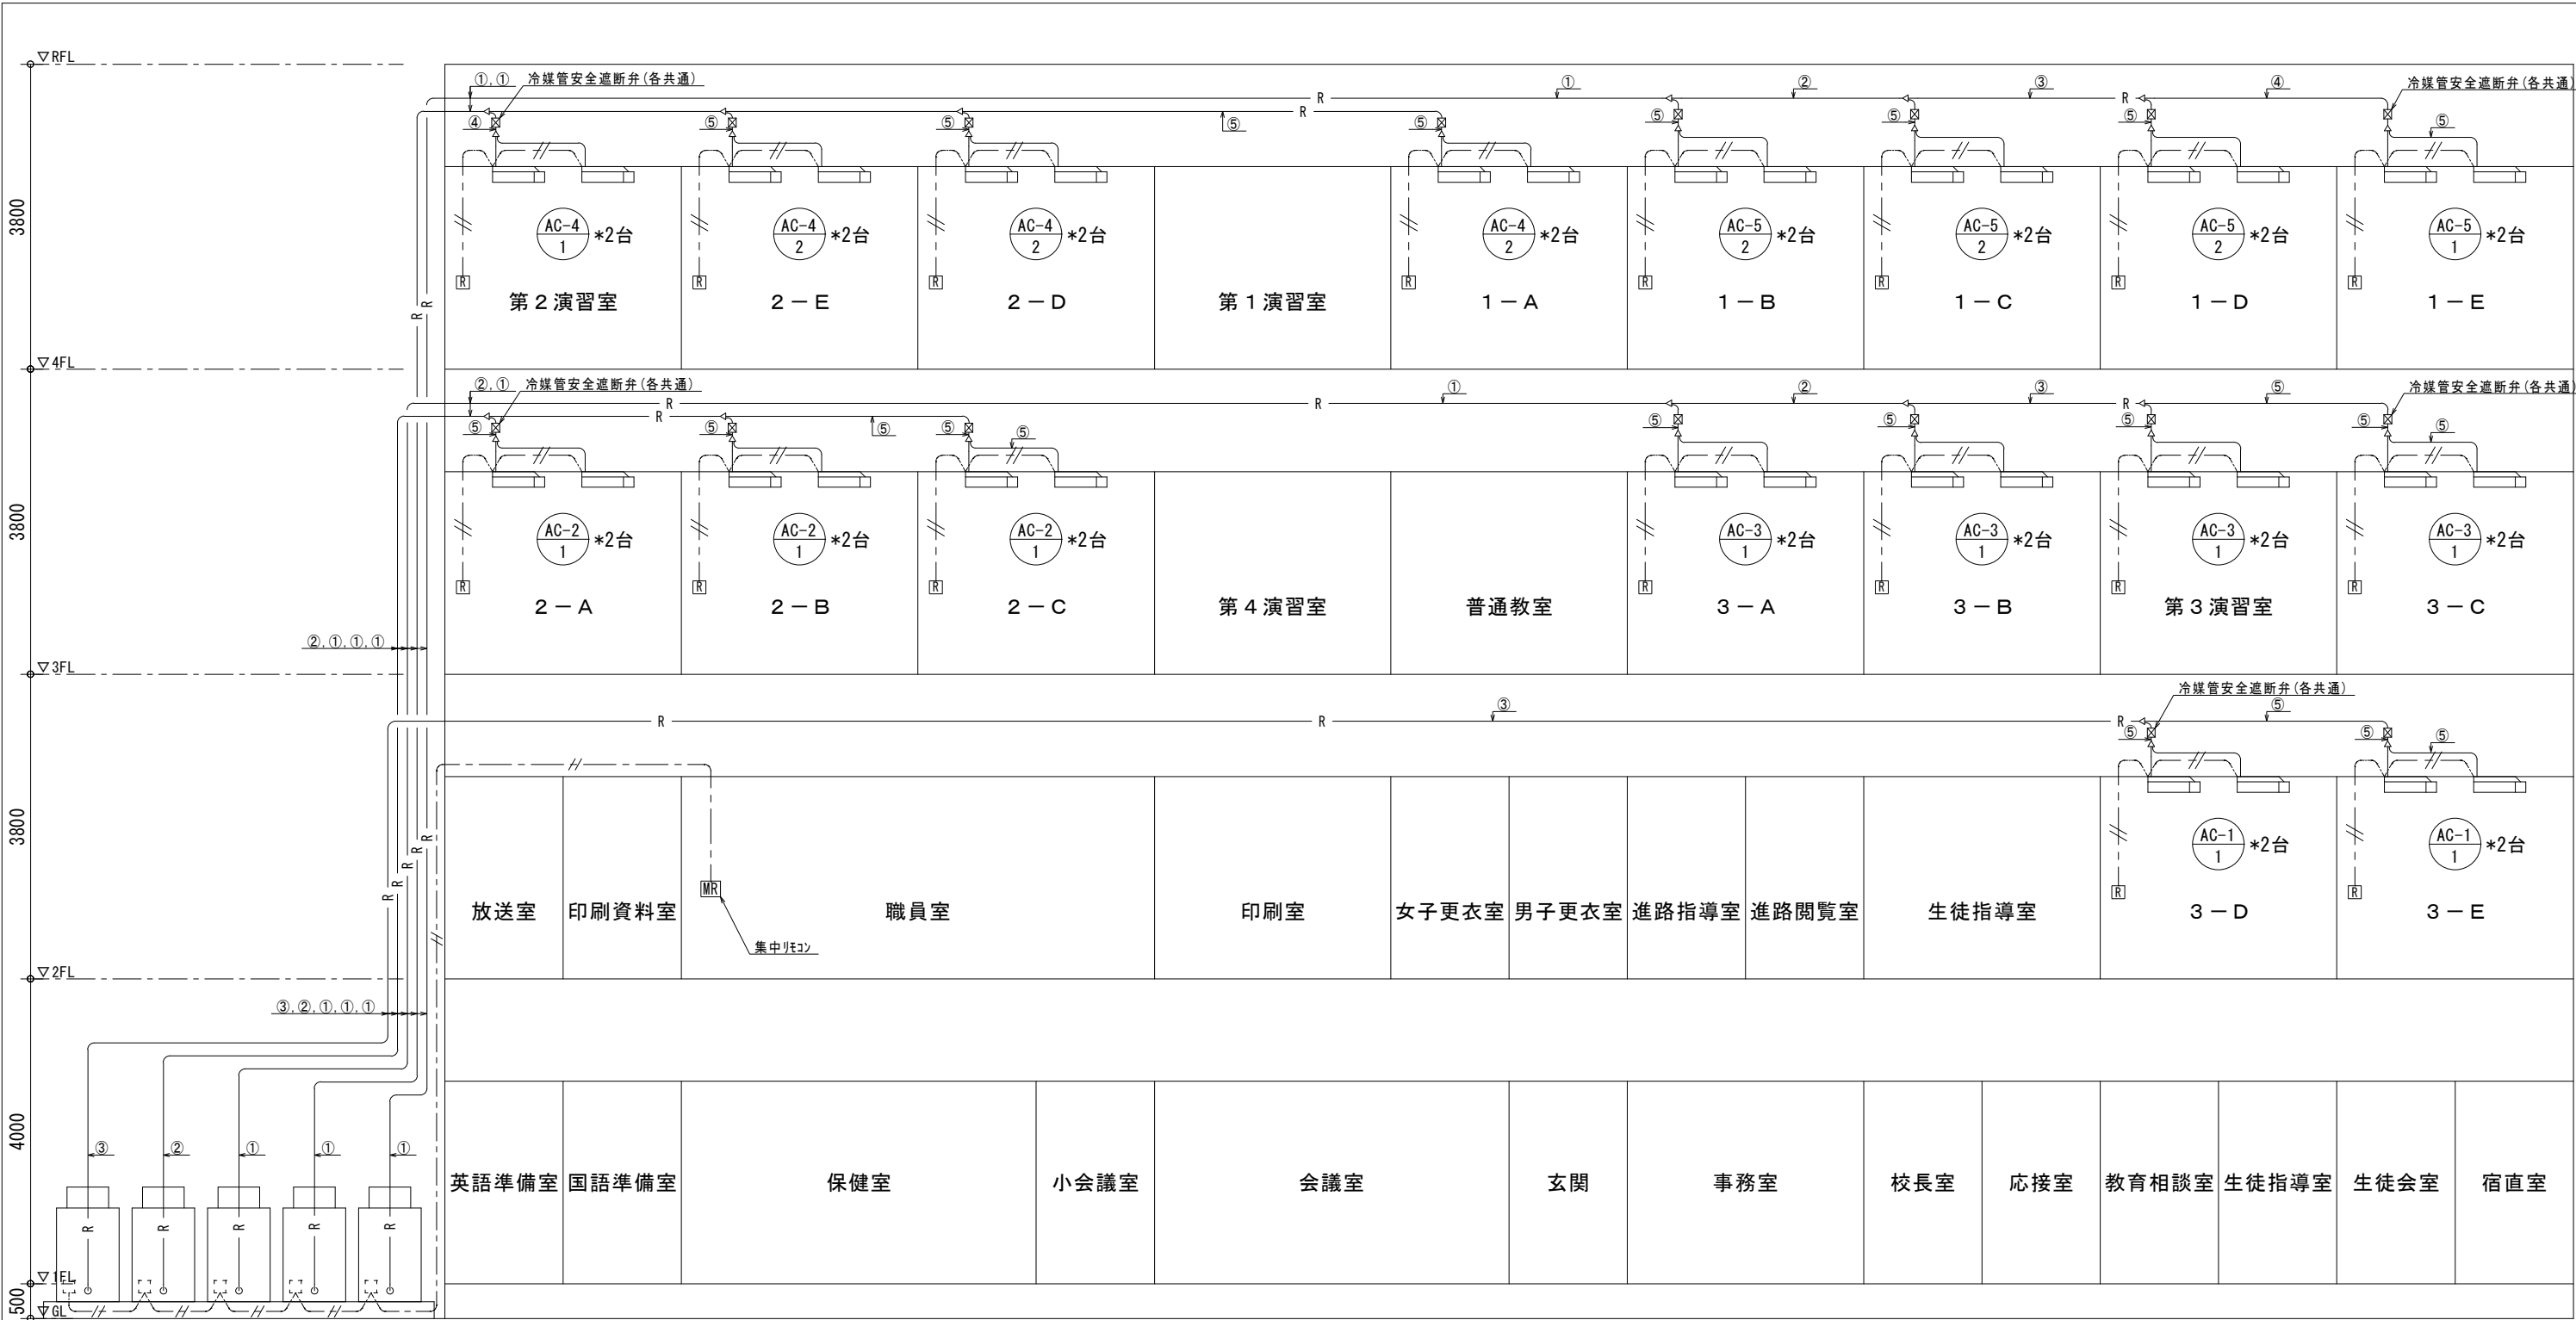 ▽RFL
①,① 冷媒管安全遮断弁(各共通) ① ② ③ ④ 冷媒管安全遮断弁(各共通)
R R R
④ ⑤ ⑤ ⑤ ⑤ ⑤ ⑤ ⑤ ⑤
3800
AC-4 1 *2台 AC-4 2 *2台 AC-4 2 *2台 AC-4 2 *2台 AC-5 2 *2台 AC-5 2 *2台 AC-5 2 *2台 AC-5 1 *2台
R R R R R R R R
R R
第2演習室 2-E 2-D 第1演習室 1-A 1-B 1-C 1-D 1-E
▽4FL
②,① 冷媒管安全遮断弁(各共通) ① ② ③ ⑤ 冷媒管安全遮断弁(各共通)
R R R R
⑤ ⑤ ⑤ ⑤ ⑤ ⑤ ⑤ ⑤ ⑤ ⑤
3800
AC-2 1 *2台 AC-2 1 *2台 AC-2 1 *2台 AC-3 1 *2台 AC-3 1 *2台 AC-3 1 *2台 AC-3 1 *2台
R R R R R R R
2-A 2-B 2-C 第4演習室 普通教室 3-A 3-B 第3演習室 3-C
②,①,①,①
▽3FL
冷媒管安全遮断弁(各共通)
③ ⑤
R R R
⑤ ⑤ ⑤
3800
AC-1 1 *2台 AC-1 1 *2台
R R R R R
MR R R
放送室 印刷資料室 職員室 印刷室 女子更衣室 男子更衣室 進路指導室 進路閲覧室 生徒指導室 3-D 3-E
集中リモコン
▽2FL
③,②,①,①,①
4000
③ ② ① ① ①
英語準備室 国語準備室 保健室 小会議室 会議室 玄関 事務室 校長室 応接室 教育相談室 生徒指導室 生徒会室 宿直室
R R R R R
▽1FL
500
▽GL